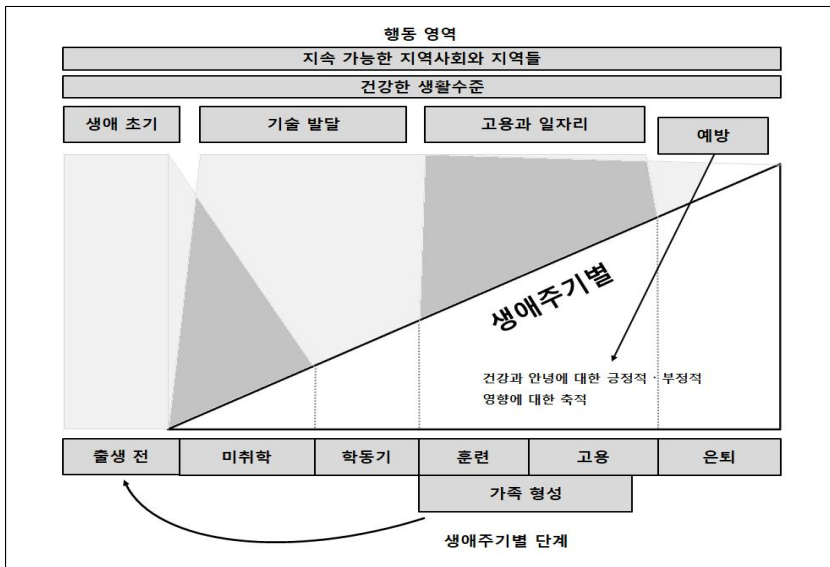 행동 영역
지속 가능한 지역사회와 지역들
건강한 생활수준
생애 초기
기술 발달
고용과 일자리
예방
생애주기별
건강과 안녕에 대한 긍정적 · 부정적
영향에 대한 축적
출생 전
미취학
학동기
훈련
고용
은퇴
가족 형성
생애주기별 단계